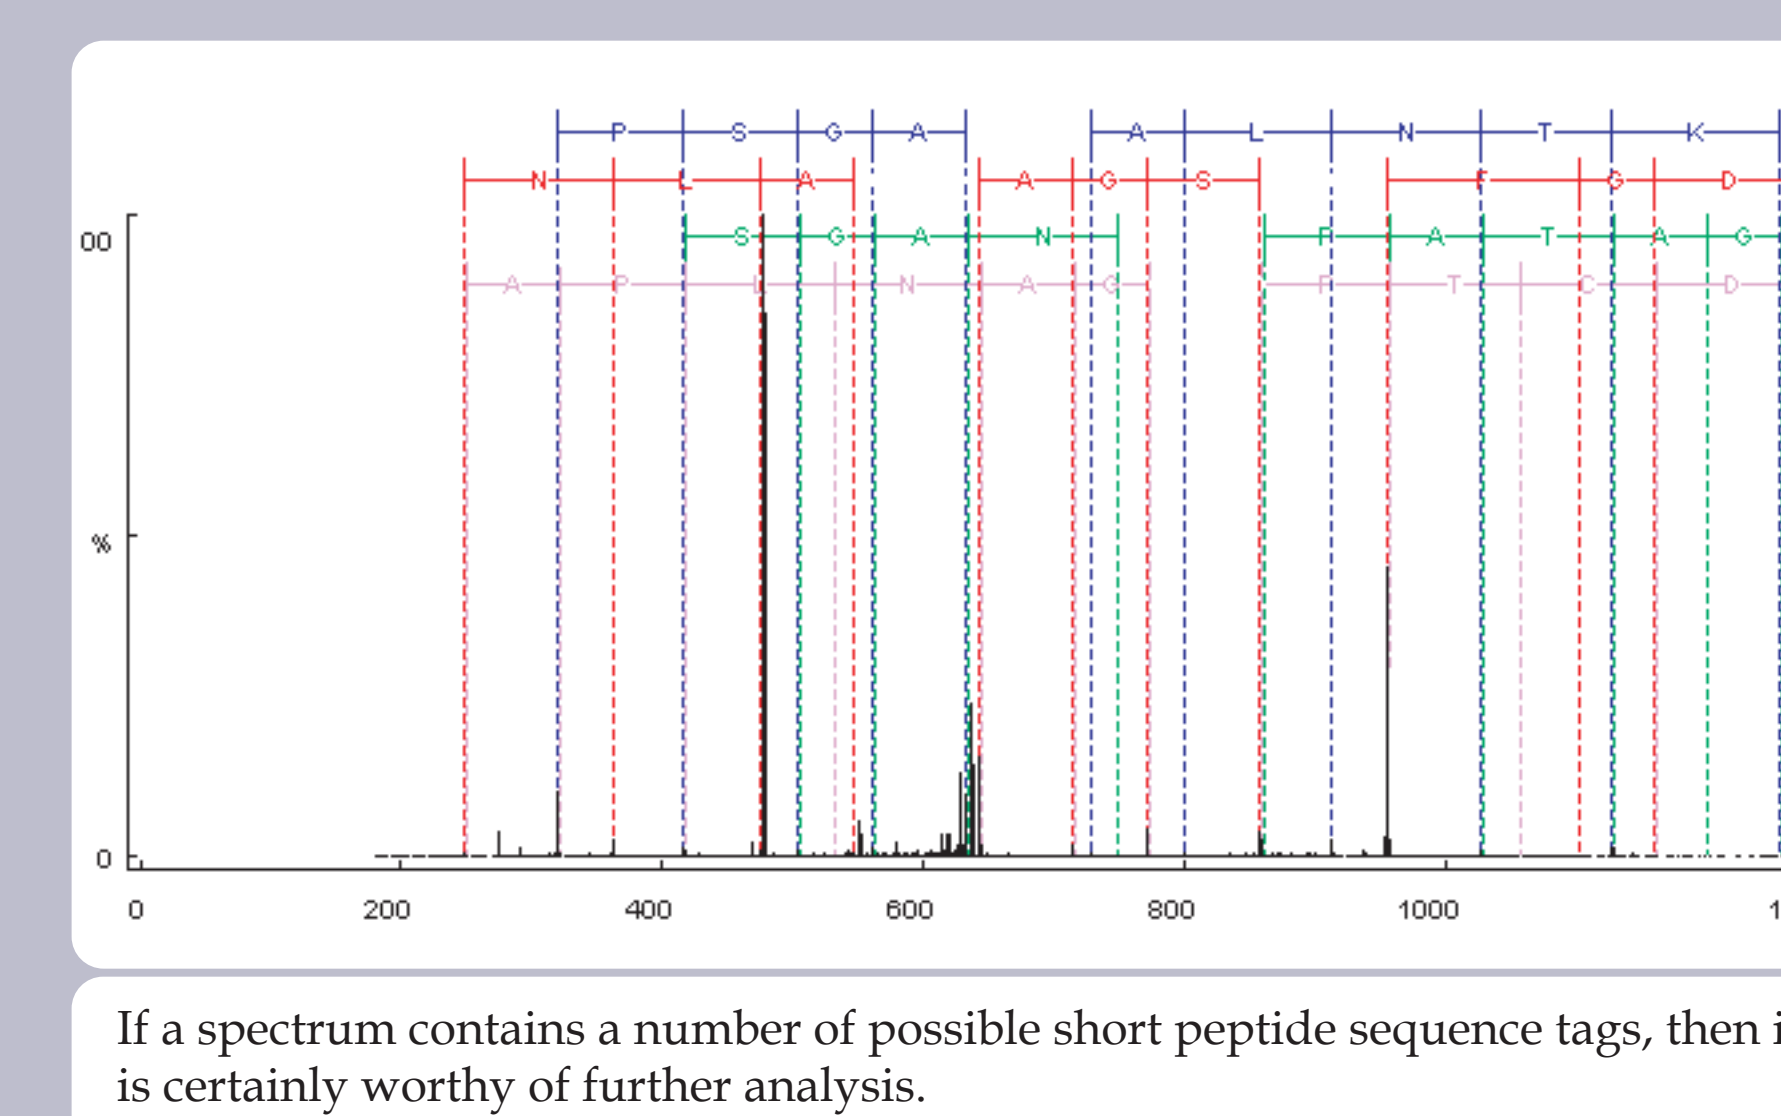 P S G A A L N T K
N L A A G S F G D
00 S G A N P A T A G
A P L N A G P T C D
%
0
0 200 400 600 800 1000 1
If a spectrum contains a number of possible short peptide sequence tags, then i
is certainly worthy of further analysis.